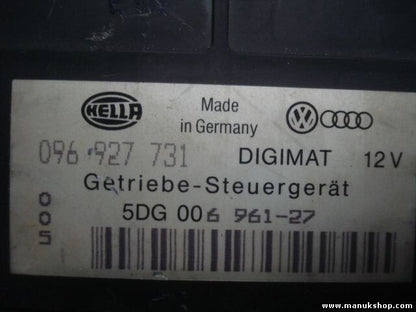 HELLA
Made
in Germany
096 927 731 DIGIMAT 12 V
Getriebe-Steuergerät
005
5DG 006 961-27
www.manukshop.com